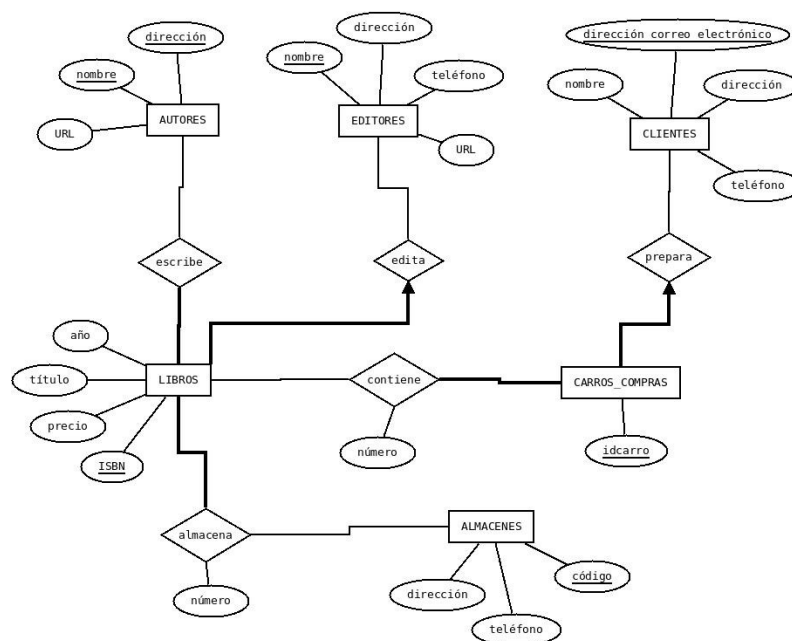 dirección
nombre
URL
AUTORES
dirección
nombre
teléfono
EDITORES
URL
dirección correo electrónico
nombre
dirección
CLIENTES
teléfono
escribe
edita
prepara
año
título
LIBROS
precio
ISBN
contiene
número
CARROS_COMPRAS
idcarro
almacena
número
ALMACENES
dirección
código
teléfono